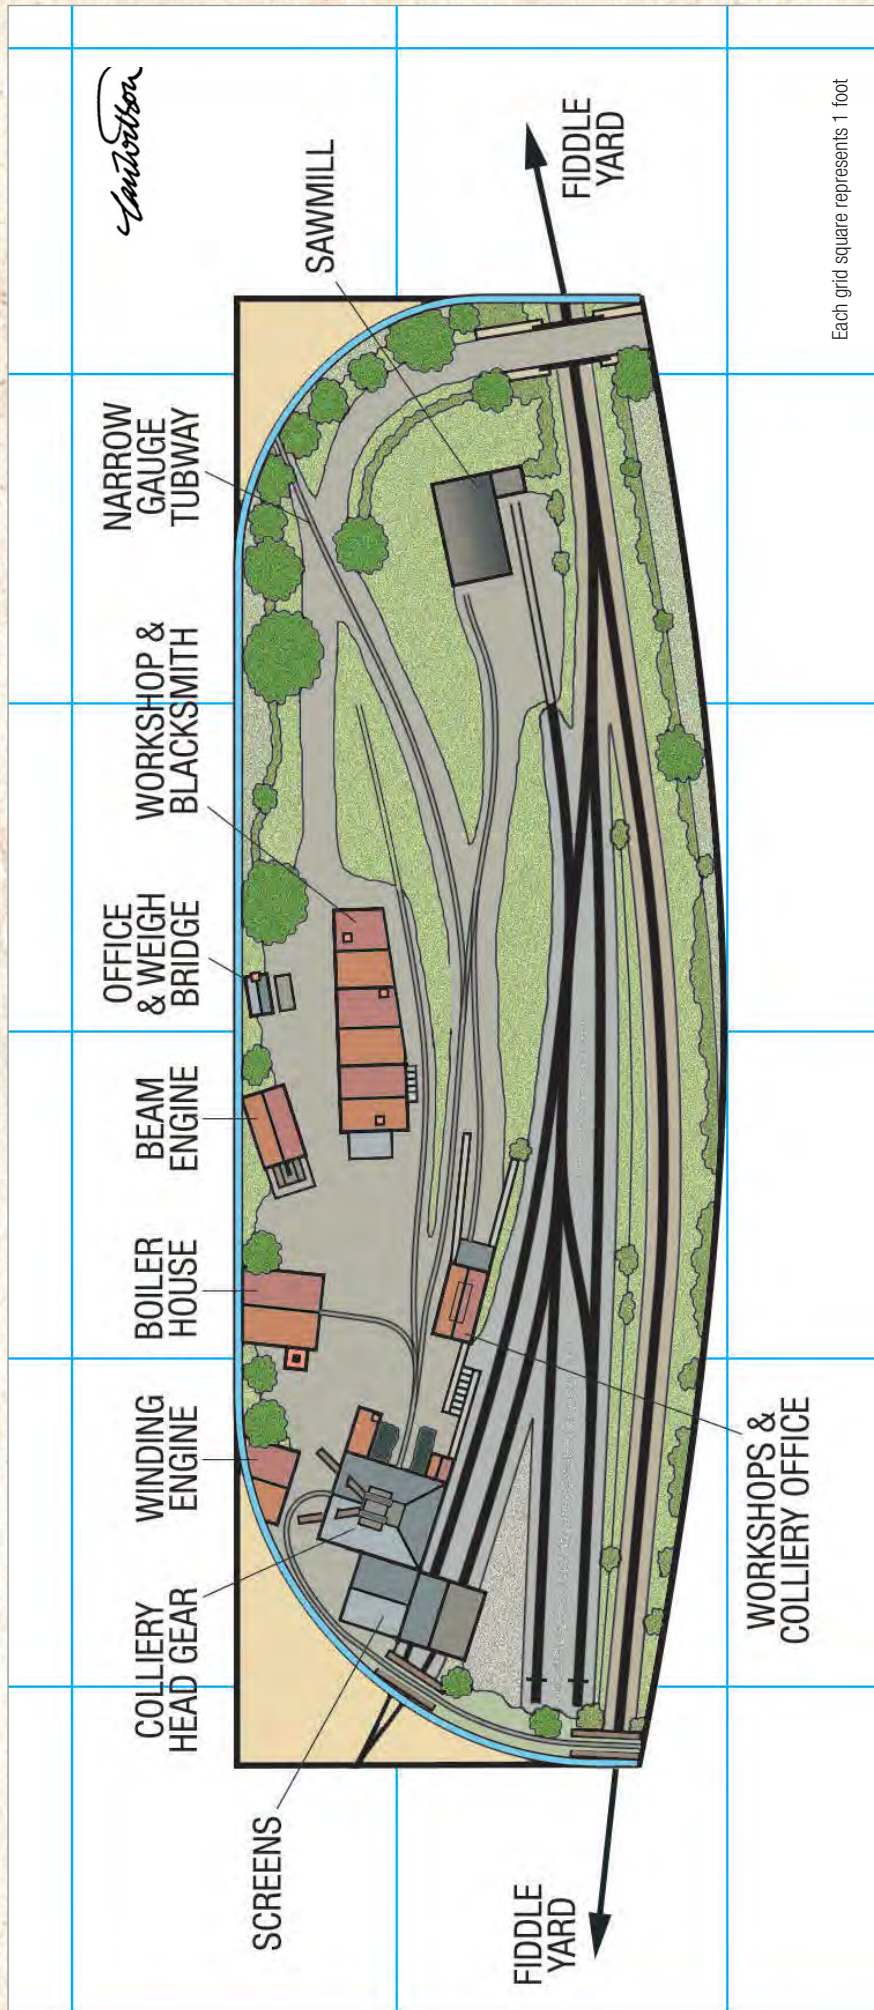 SCREENS
COLLIERY
HEAD GEAR
WINDING
ENGINE
BOILER
HOUSE
BEAM
ENGINE
OFFICE
& WEIGH
BRIDGE
WORKSHOP &
BLACKSMITH
NARROW
GAUGE
TUBWAY
SAWMILL
FIDDLE
YARD
WORKSHOPS &
COLLIERY OFFICE
FIDDLE
YARD
Each grid square represents 1 foot